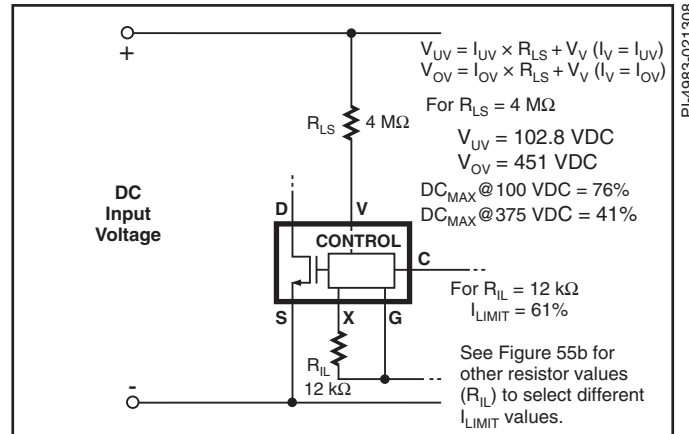 +
V_UV = I_UV × R_LS + V_V (I_V = I_UV)
V_OV = I_OV × R_LS + V_V (I_V = I_OV)
For R_LS = 4 MΩ
R_LS 4 MΩ
V_UV = 102.8 VDC
V_OV = 451 VDC
DC_MAX@100 VDC = 76%
DC_MAX@375 VDC = 41%
DC
Input
Voltage
D V
CONTROL
C
For R_IL = 12 kΩ
I_LIMIT = 61%
S X G
R_IL
12 kΩ
See Figure 55b for
other resistor values
(R_IL) to select different
I_LIMIT values.
-
PI-4983-021308